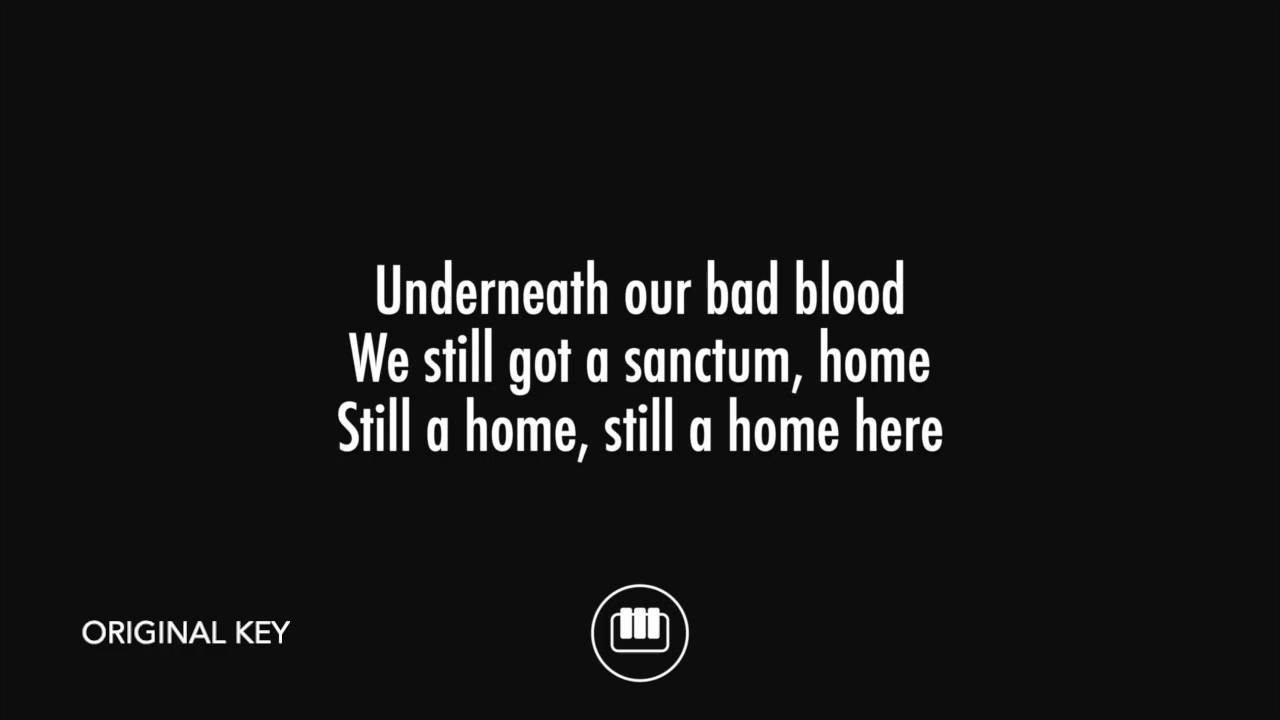 Underneath our bad blood
We still got a sanctum, home
Still a home, still a home here
ORIGINAL KEY